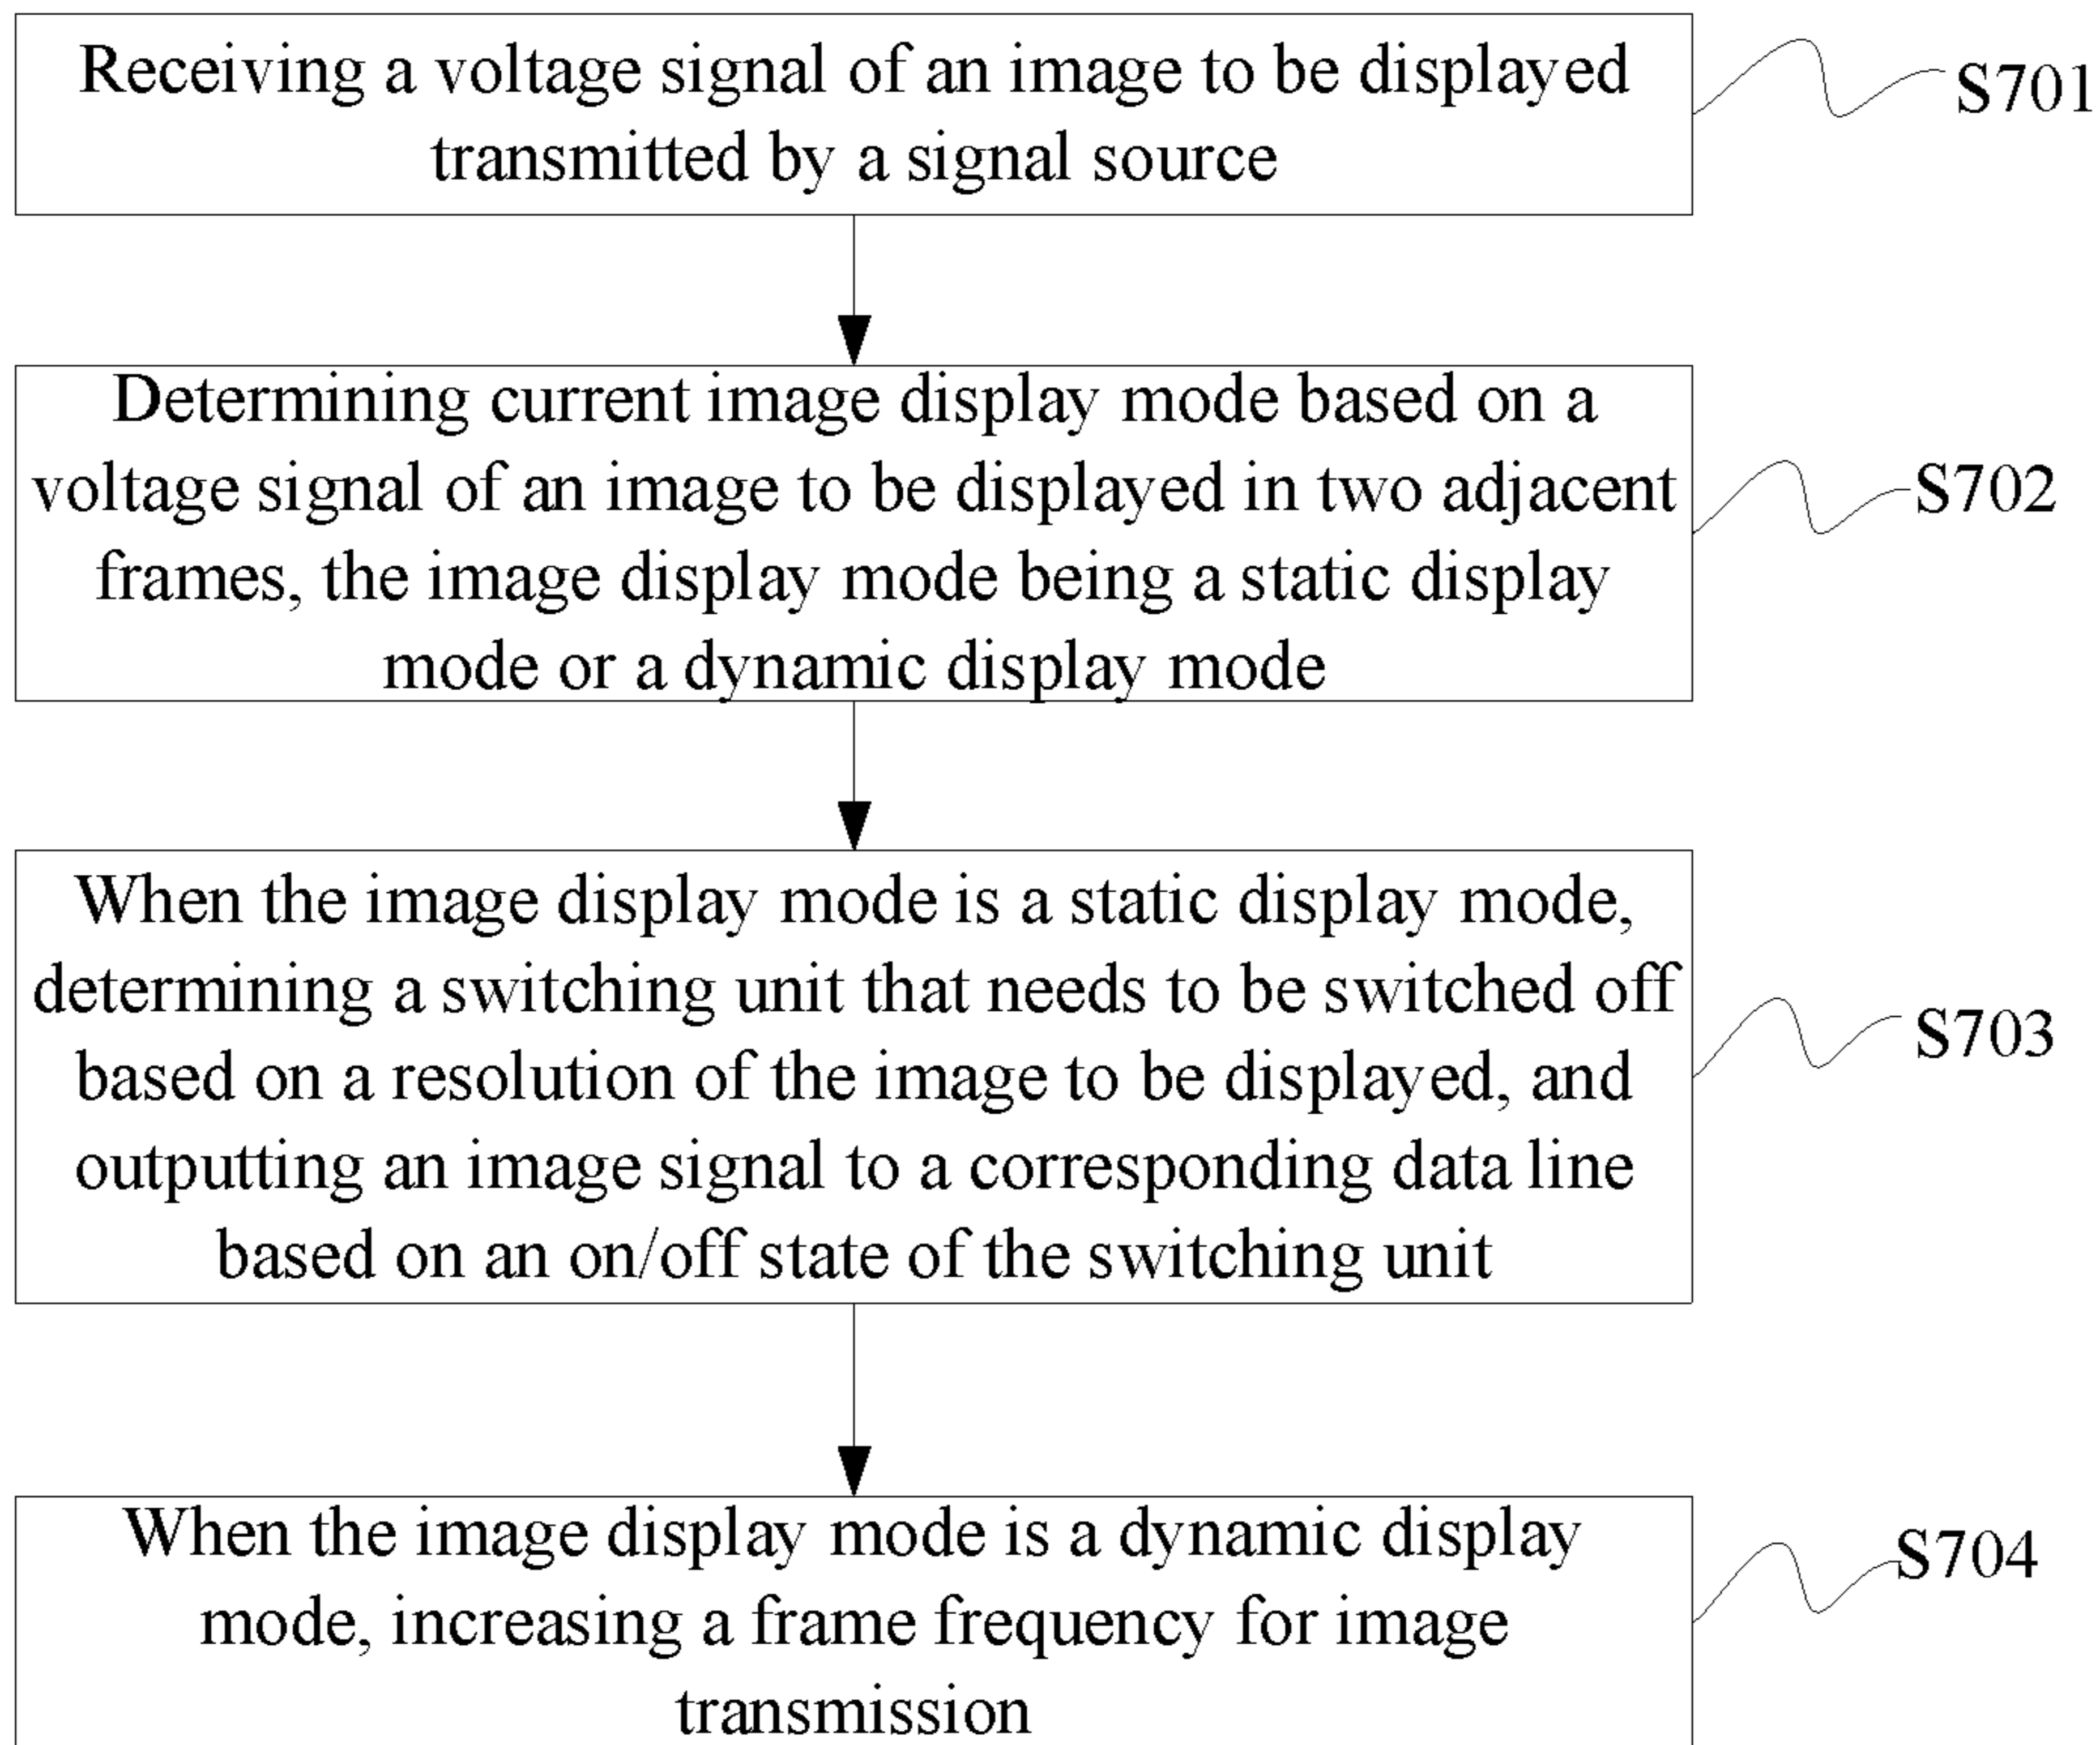 Receiving a voltage signal of an image to be displayed
transmitted by a signal source
S701
Determining current image display mode based on a
voltage signal of an image to be displayed in two adjacent
frames, the image display mode being a static display
mode or a dynamic display mode
S702
When the image display mode is a static display mode,
determining a switching unit that needs to be switched off
based on a resolution of the image to be displayed, and
outputting an image signal to a corresponding data line
based on an on/off state of the switching unit
S703
When the image display mode is a dynamic display
mode, increasing a frame frequency for image
transmission
S704